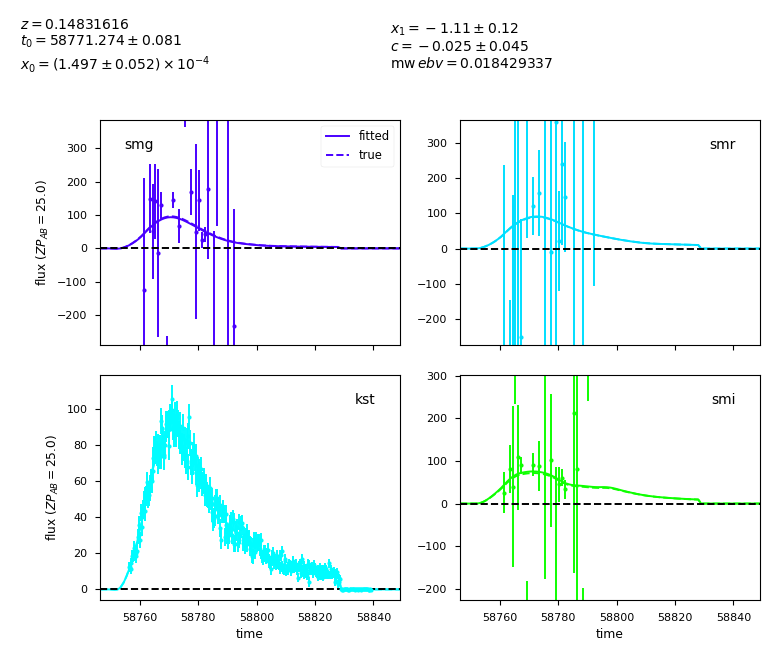 z = 0.14831616
t₀ = 58771.274 ± 0.081
x₀ = (1.497 ± 0.052) × 10⁻⁴
x₁ = −1.11 ± 0.12
c = −0.025 ± 0.045
mw ebv = 0.018429337
smg
fitted
true
300
200
100
0
−100
−200
flux (ZP_AB = 25.0)
smr
300
200
100
0
−100
−200
kst
100
80
60
40
20
0
flux (ZP_AB = 25.0)
58760 58780 58800 58820 58840
time
smi
300
200
100
0
−100
−200
58760 58780 58800 58820 58840
time